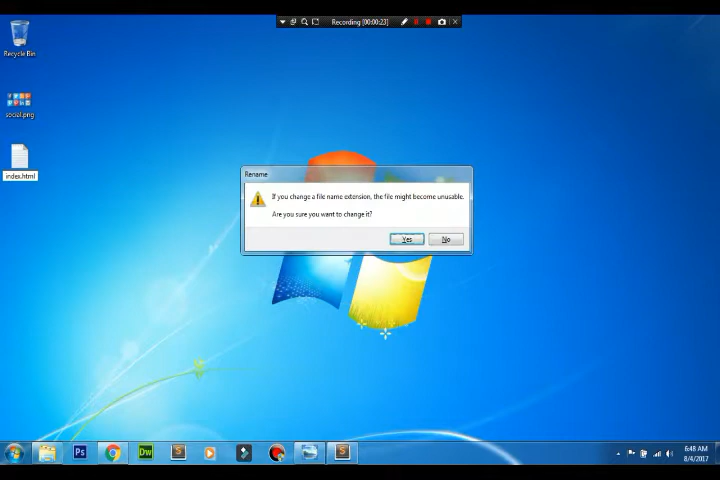 Recording [00:00:23]
Recycle Bin
social.png
index.html
Rename
If you change a file name extension, the file might become unusable.
Are you sure you want to change it?
Yes
No
Ps
Dw
S
S
6:48 AM
8/4/2017